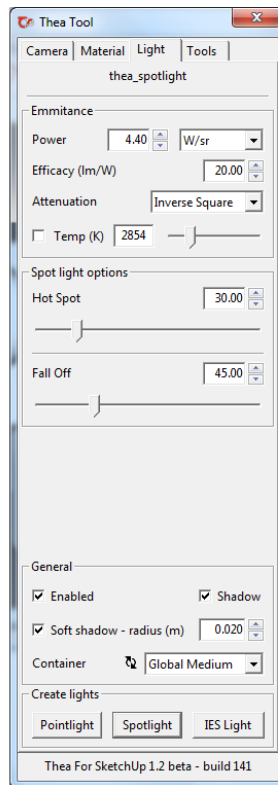 Thea Tool
Camera Material Light Tools
thea_spotlight
Emmitance
Power 4.40 W/sr
Efficacy (lm/W) 20.00
Attenuation Inverse Square
Temp (K) 2854
Spot light options
Hot Spot 30.00
Fall Off 45.00
General
Enabled Shadow
Soft shadow - radius (m) 0.020
Container Global Medium
Create lights
Pointlight Spotlight IES Light
Thea For SketchUp 1.2 beta - build 141